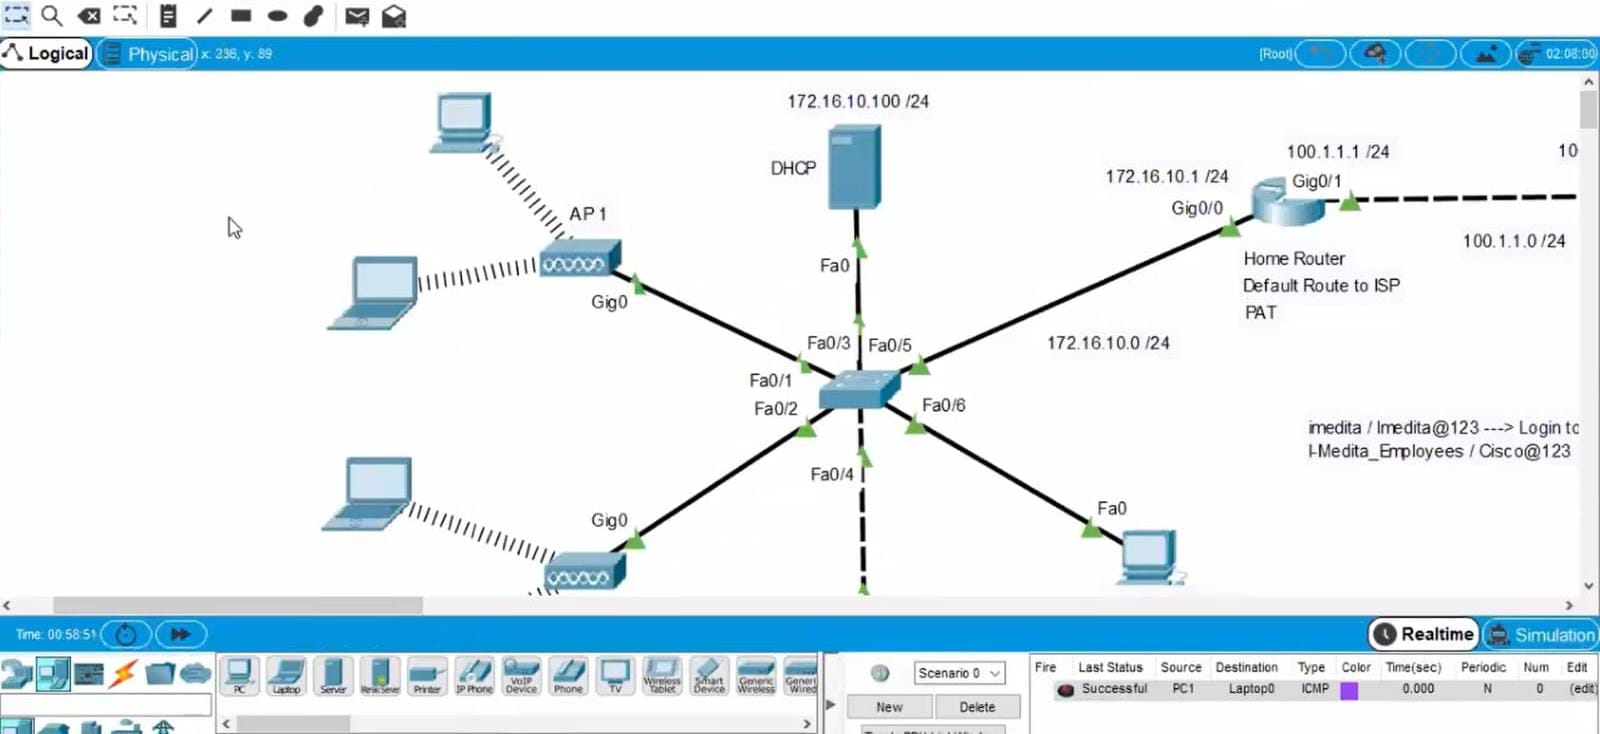 Logical
Physical
x: 236, y: 89
[Root]
02:08:00
172.16.10.100 /24
DHCP
100.1.1.1 /24
10
172.16.10.1 /24
Gig0/1
Gig0/0
AP 1
100.1.1.0 /24
Fa0
Home Router
Default Route to ISP
PAT
Gig0
Fa0/3
Fa0/5
172.16.10.0 /24
Fa0/1
Fa0/2
Fa0/6
imedita / Imedita@123 ---> Login to
I-Medita_Employees / Cisco@123
Fa0/4
Gig0
Fa0
Time: 00:58:51
Realtime
Simulation
PC
Laptop
Server
Printer
IP Phone
VoIP Device
Phone
TV
Wireless Tablet
Smart Device
Generic Wireless
Generi Wired
Scenario 0
New
Delete
Fire Last Status Source Destination Type Color Time(sec) Periodic Num Edit
Successful PC1 Laptop0 ICMP 0.000 N 0 (edit)